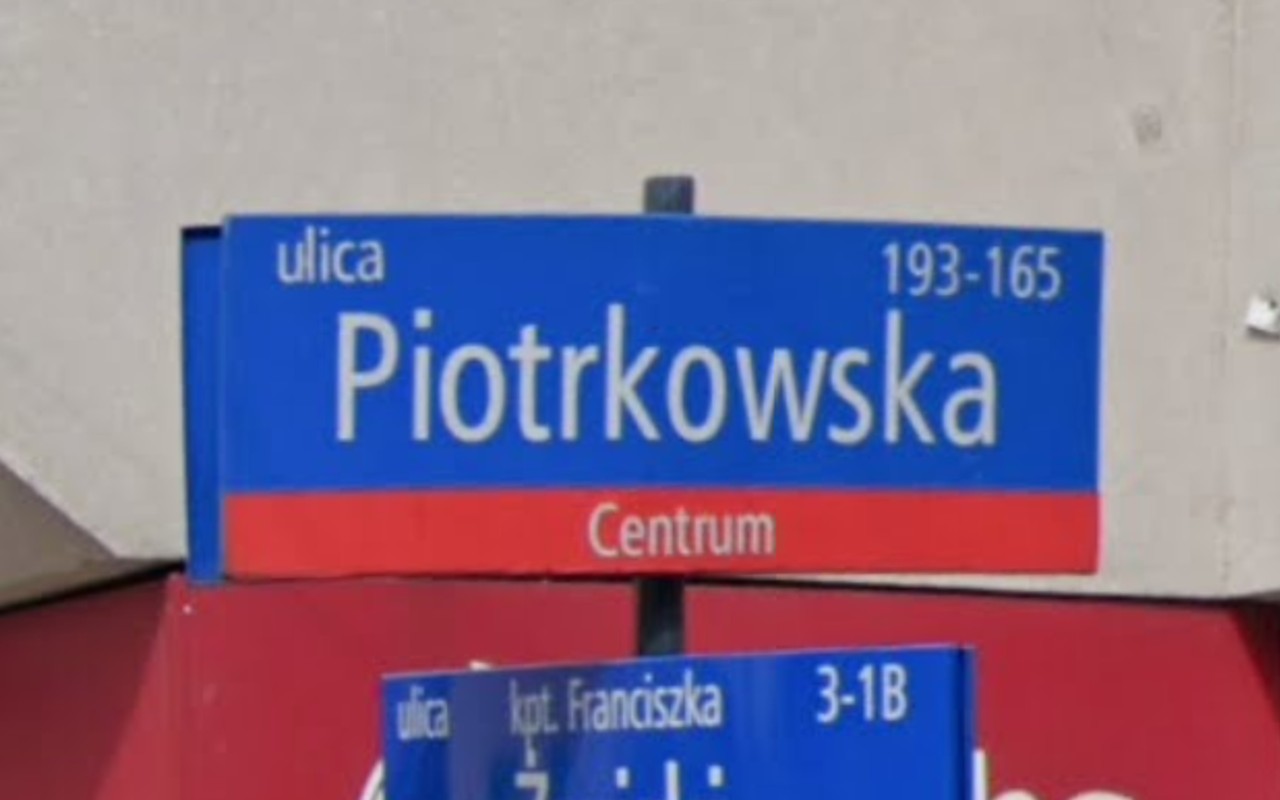 ulica 193-165
Piotrkowska
Centrum
ulica kpt. Franciszka 3-1B